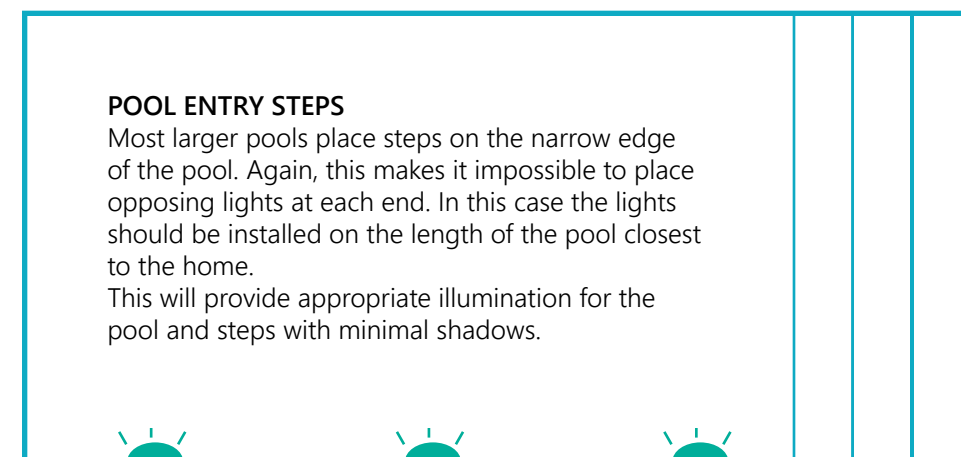 POOL ENTRY STEPS
Most larger pools place steps on the narrow edge
of the pool. Again, this makes it impossible to place
opposing lights at each end. In this case the lights
should be installed on the length of the pool closest
to the home.
This will provide appropriate illumination for the
pool and steps with minimal shadows.